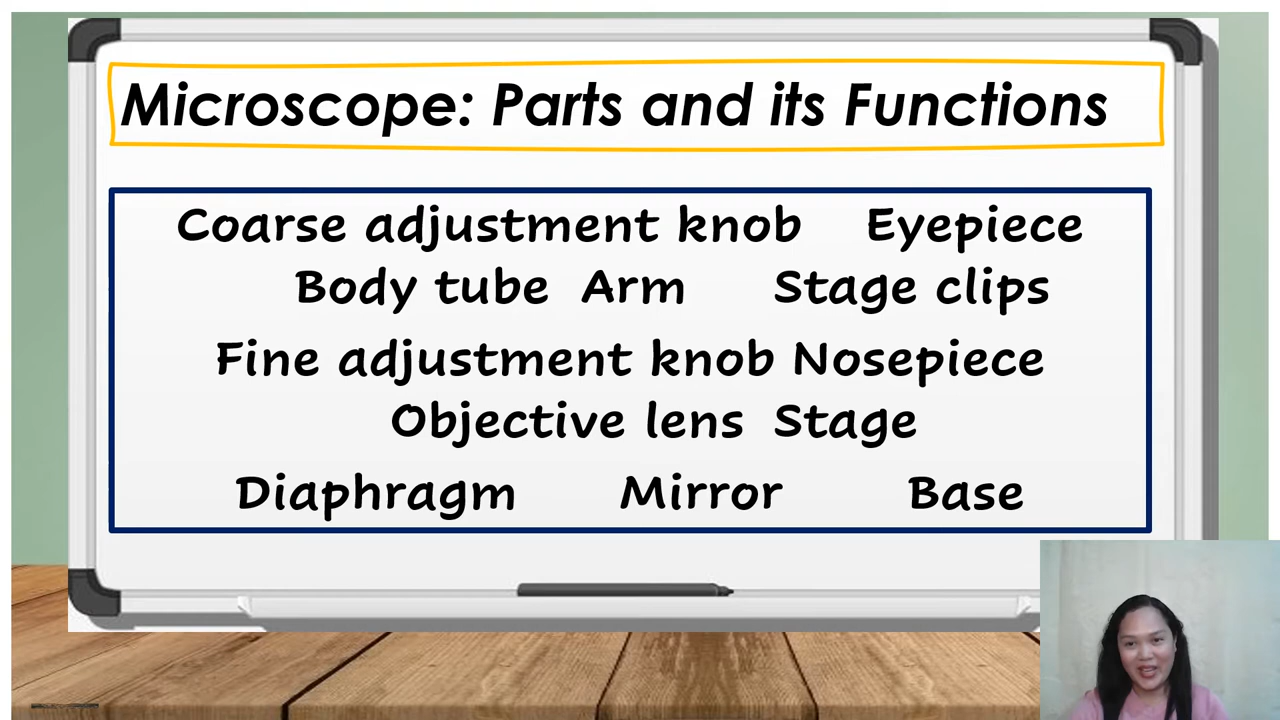 Microscope: Parts and its Functions
Coarse adjustment knob Eyepiece
Body tube Arm Stage clips
Fine adjustment knob Nosepiece
Objective lens Stage
Diaphragm Mirror Base